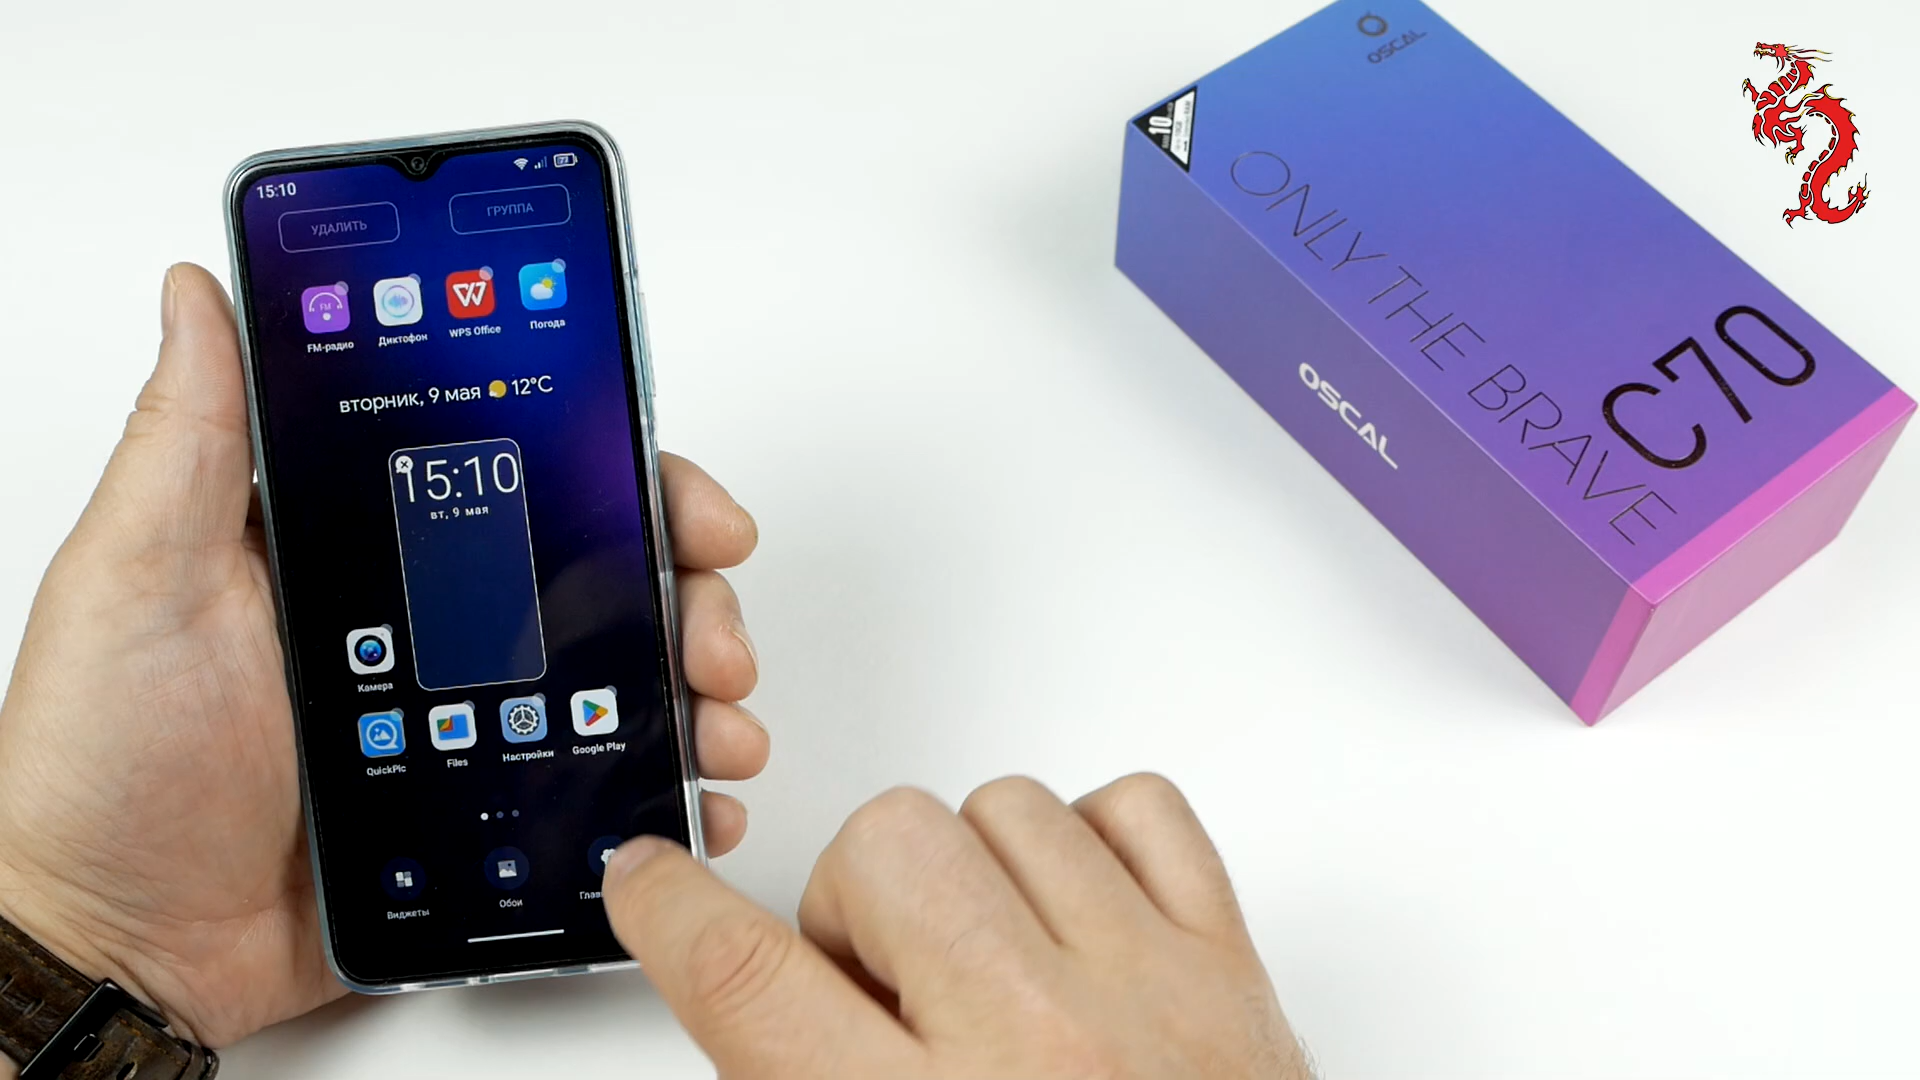 15:10
УДАЛИТЬ
ГРУППА
FM-радио
Диктофон
WPS Office
Погода
вторник, 9 мая 12°C
15:10
вт, 9 мая
Камера
QuickPic
Files
Настройки
Google Play
Виджеты
Обои
OSCAL
10
ONLY THE BRAVE
C70
OSCAL